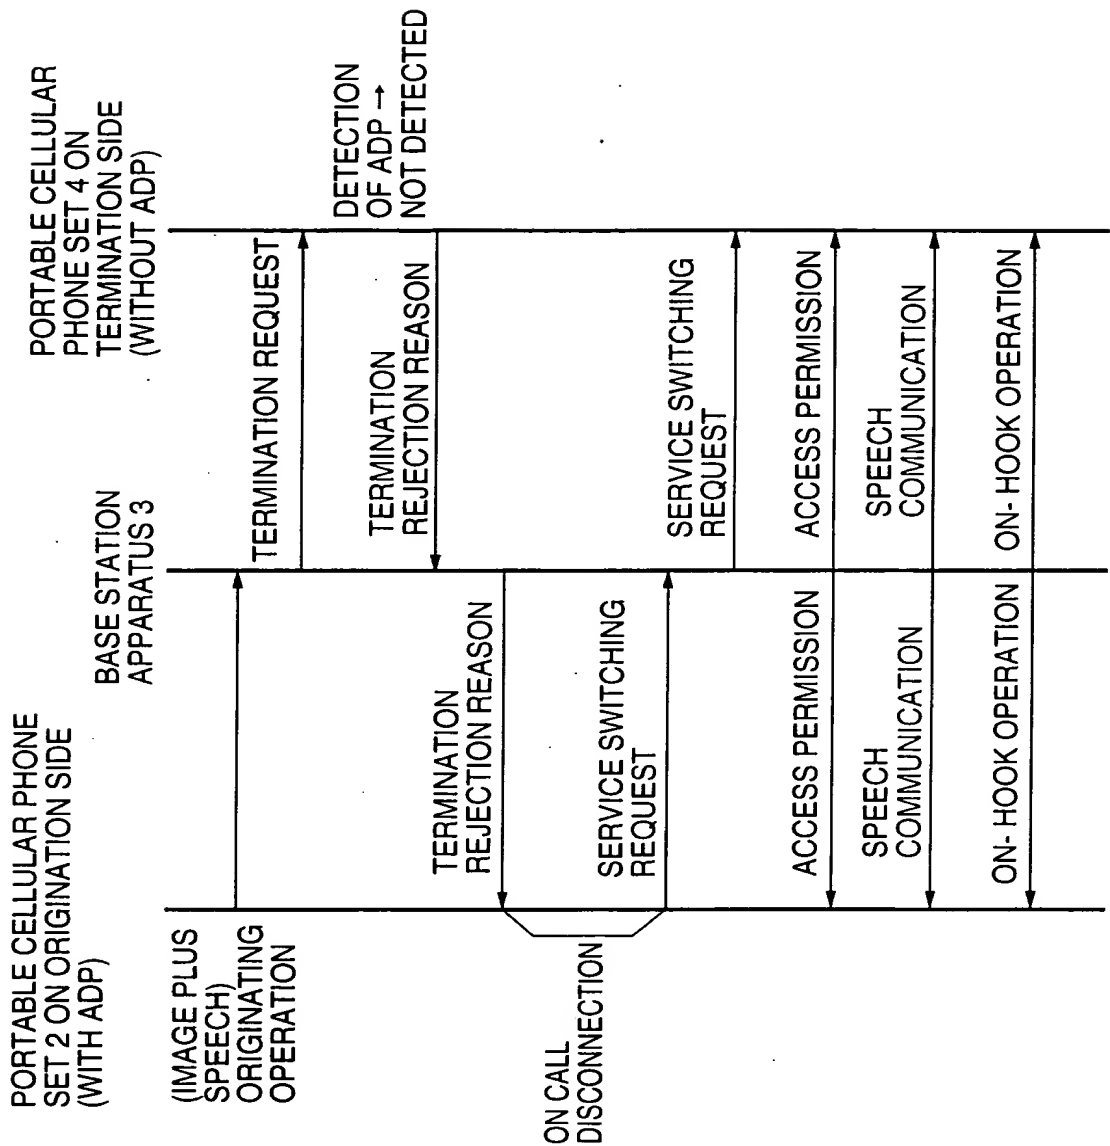 PORTABLE CELLULAR PHONE
SET 2 ON ORIGINATION SIDE
(WITH ADP)
BASE STATION
APPARATUS 3
PORTABLE CELLULAR
PHONE SET 4 ON
TERMINATION SIDE
(WITHOUT ADP)
(IMAGE PLUS
SPEECH)
ORIGINATING
OPERATION
TERMINATION REQUEST
DETECTION
OF ADP →
NOT DETECTED
TERMINATION
REJECTION REASON
TERMINATION
REJECTION REASON
ON CALL
DISCONNECTION
SERVICE SWITCHING
REQUEST
SERVICE SWITCHING
REQUEST
ACCESS PERMISSION
ACCESS PERMISSION
SPEECH
COMMUNICATION
SPEECH
COMMUNICATION
ON- HOOK OPERATION
ON- HOOK OPERATION